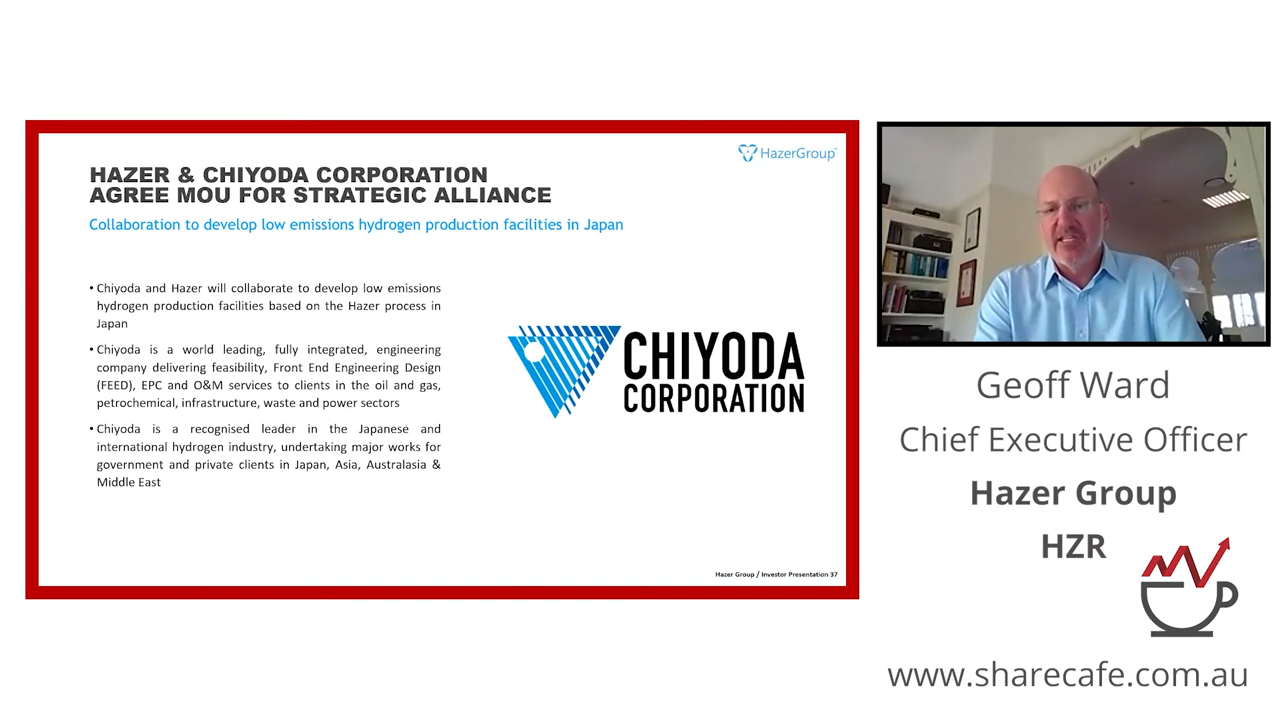 HazerGroup
HAZER & CHIYODA CORPORATION
AGREE MOU FOR STRATEGIC ALLIANCE
Collaboration to develop low emissions hydrogen production facilities in Japan
• Chiyoda and Hazer will collaborate to develop low emissions
hydrogen production facilities based on the Hazer process in
Japan
• Chiyoda is a world leading, fully integrated, engineering
company delivering feasibility, Front End Engineering Design
(FEED), EPC and O&M services to clients in the oil and gas,
petrochemical, infrastructure, waste and power sectors
• Chiyoda is a recognised leader in the Japanese and
international hydrogen industry, undertaking major works for
government and private clients in Japan, Asia, Australasia &
Middle East
CHIYODA
CORPORATION
Hazer Group / Investor Presentation 37
Geoff Ward
Chief Executive Officer
Hazer Group
HZR
www.sharecafe.com.au